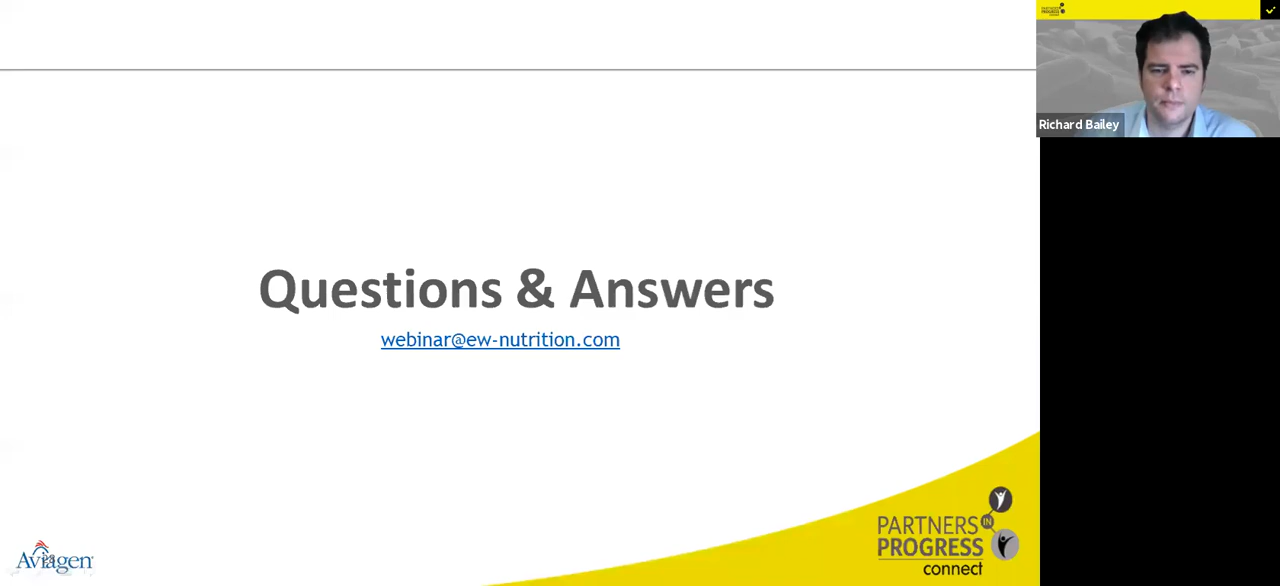 Questions & Answers
webinar@ew-nutrition.com
Aviagen
PARTNERS
IN
PROGRESS
connect
Richard Bailey